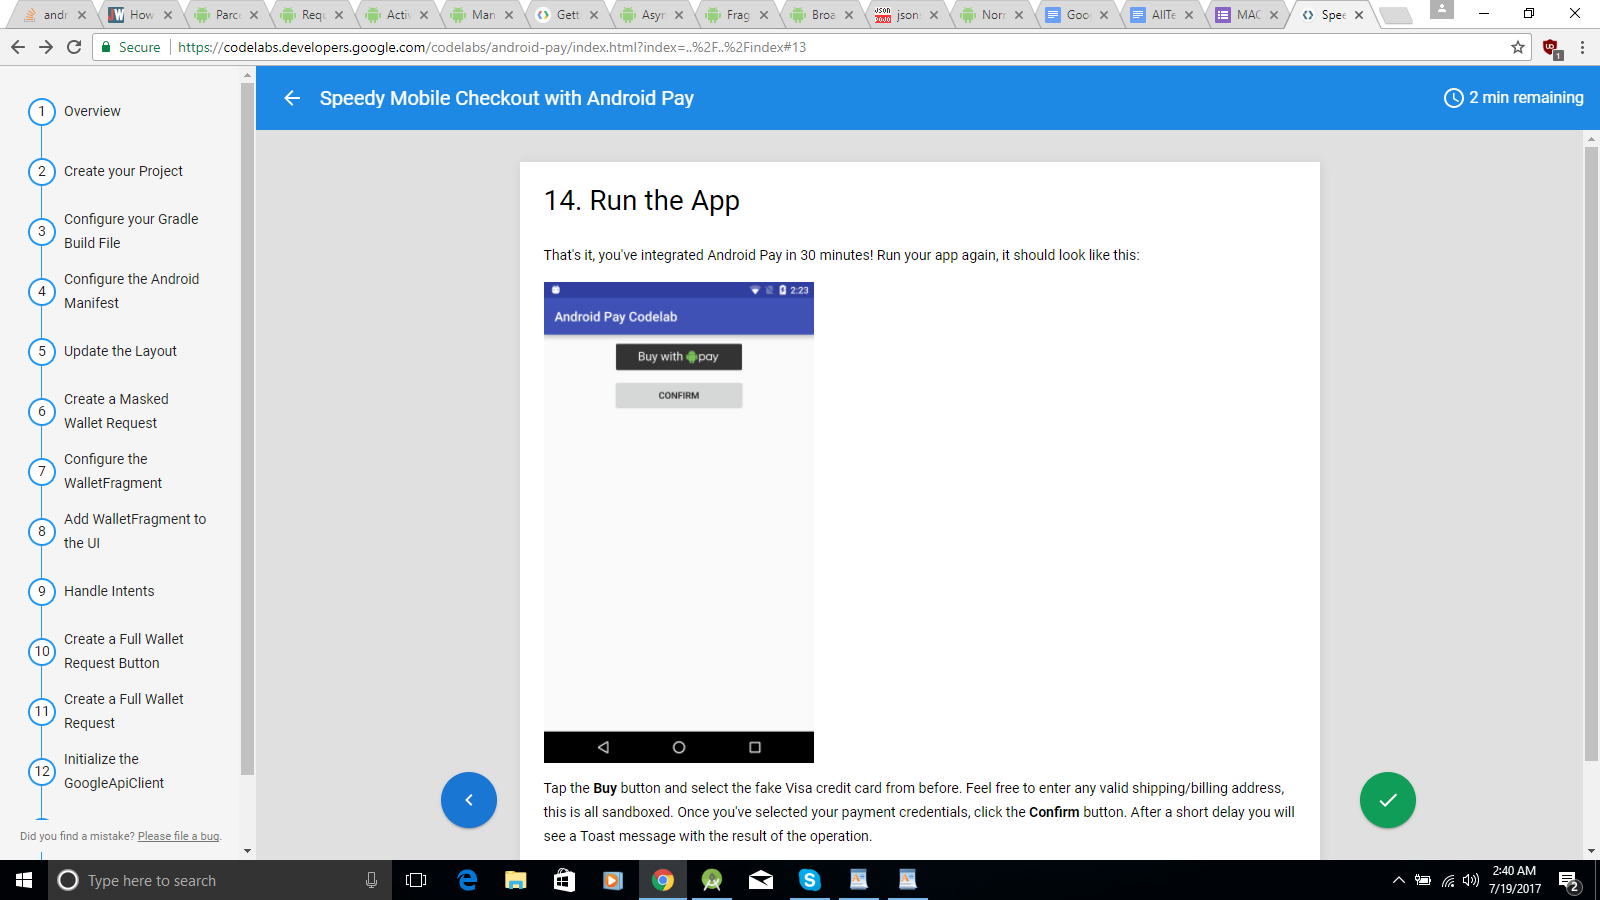 andr
How
Parce
Requ
Activ
Man
Gett
Asyn
Frag
Broa
json
Norr
Goo
AllTe
MAC
Spee
Secure
https://codelabs.developers.google.com/codelabs/android-pay/index.html?index=..%2F..%2Findex#13
1
Speedy Mobile Checkout with Android Pay
2 min remaining
1 Overview
2 Create your Project
3 Configure your Gradle
Build File
4 Configure the Android
Manifest
5 Update the Layout
6 Create a Masked
Wallet Request
7 Configure the
WalletFragment
8 Add WalletFragment to
the UI
9 Handle Intents
10 Create a Full Wallet
Request Button
11 Create a Full Wallet
Request
12 Initialize the
GoogleApiClient
Did you find a mistake? Please file a bug.
14. Run the App
That's it, you've integrated Android Pay in 30 minutes! Run your app again, it should look like this:
2:23
Android Pay Codelab
Buy with pay
CONFIRM
Tap the Buy button and select the fake Visa credit card from before. Feel free to enter any valid shipping/billing address,
this is all sandboxed. Once you've selected your payment credentials, click the Confirm button. After a short delay you will
see a Toast message with the result of the operation.
Type here to search
2:40 AM
7/19/2017
2